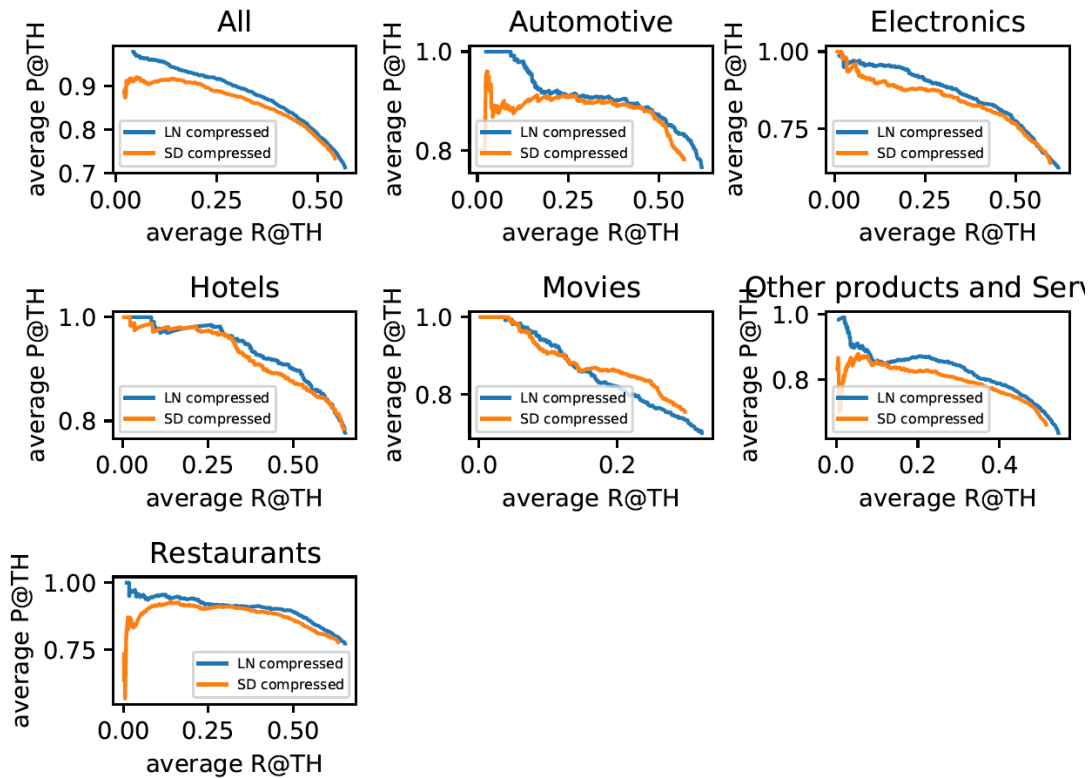 All
average P@TH
0.9
0.8
0.7
LN compressed
SD compressed
0.00 0.25 0.50
average R@TH
Automotive
average P@TH
1.0
0.8
LN compressed
SD compressed
0.00 0.25 0.50
average R@TH
Electronics
average P@TH
1.00
0.75
LN compressed
SD compressed
0.00 0.25 0.50
average R@TH
Hotels
average P@TH
1.0
0.8
LN compressed
SD compressed
0.00 0.25 0.50
average R@TH
Movies
average P@TH
1.0
0.8
LN compressed
SD compressed
0.0 0.2
average R@TH
Other products and Serv
average P@TH
1.0
0.8
LN compressed
SD compressed
0.0 0.2 0.4
average R@TH
Restaurants
average P@TH
1.00
0.75
LN compressed
SD compressed
0.00 0.25 0.50
average R@TH